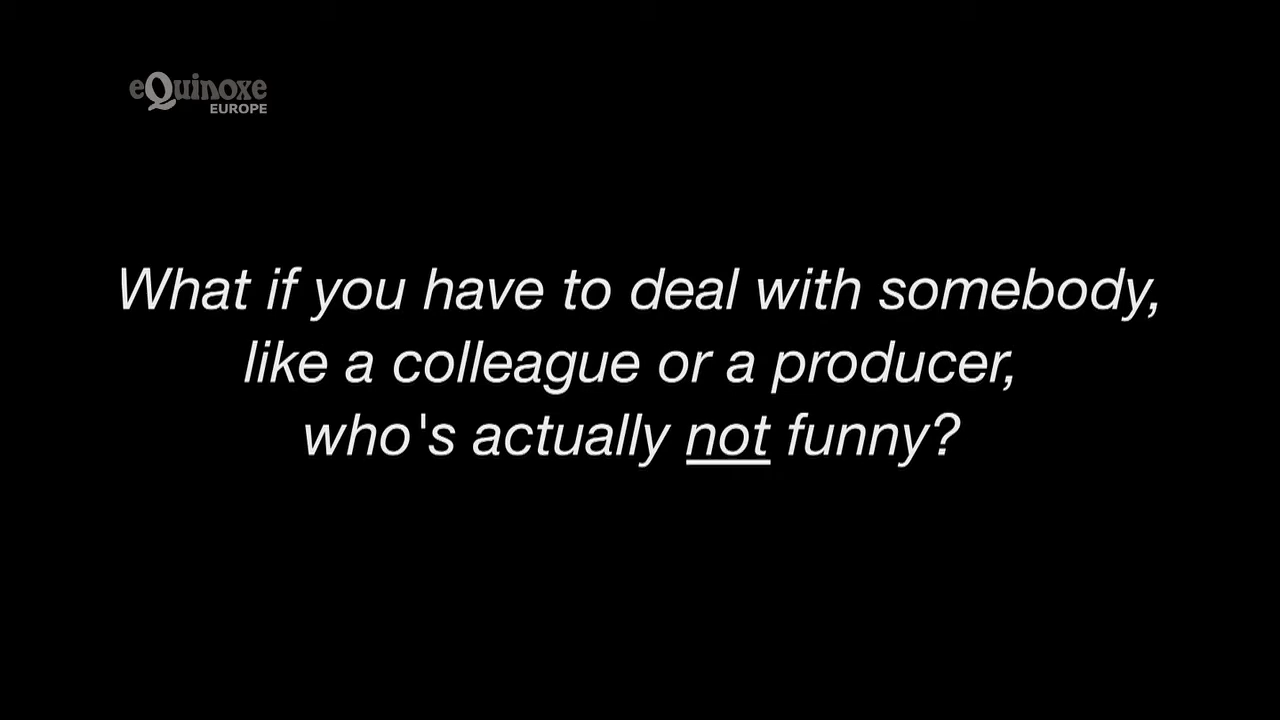 eQuinoxe
EUROPE
What if you have to deal with somebody,
like a colleague or a producer,
who's actually not funny?